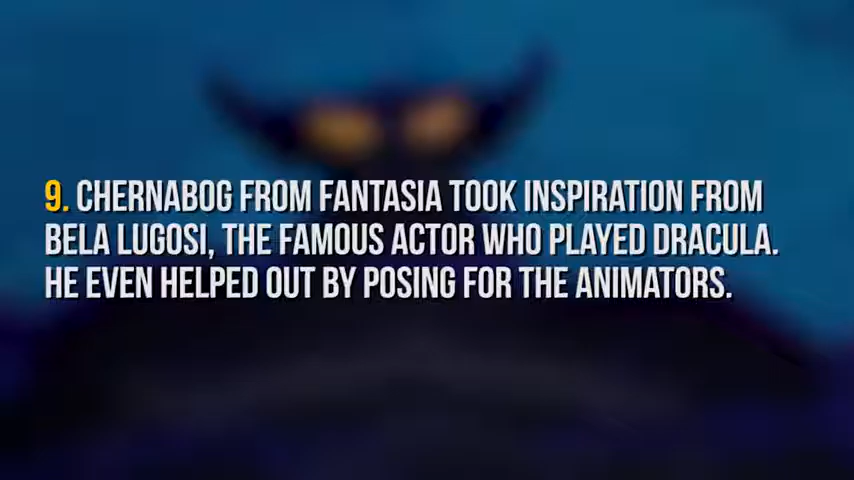 9. CHERNABOG FROM FANTASIA TOOK INSPIRATION FROM
BELA LUGOSI, THE FAMOUS ACTOR WHO PLAYED DRACULA.
HE EVEN HELPED OUT BY POSING FOR THE ANIMATORS.